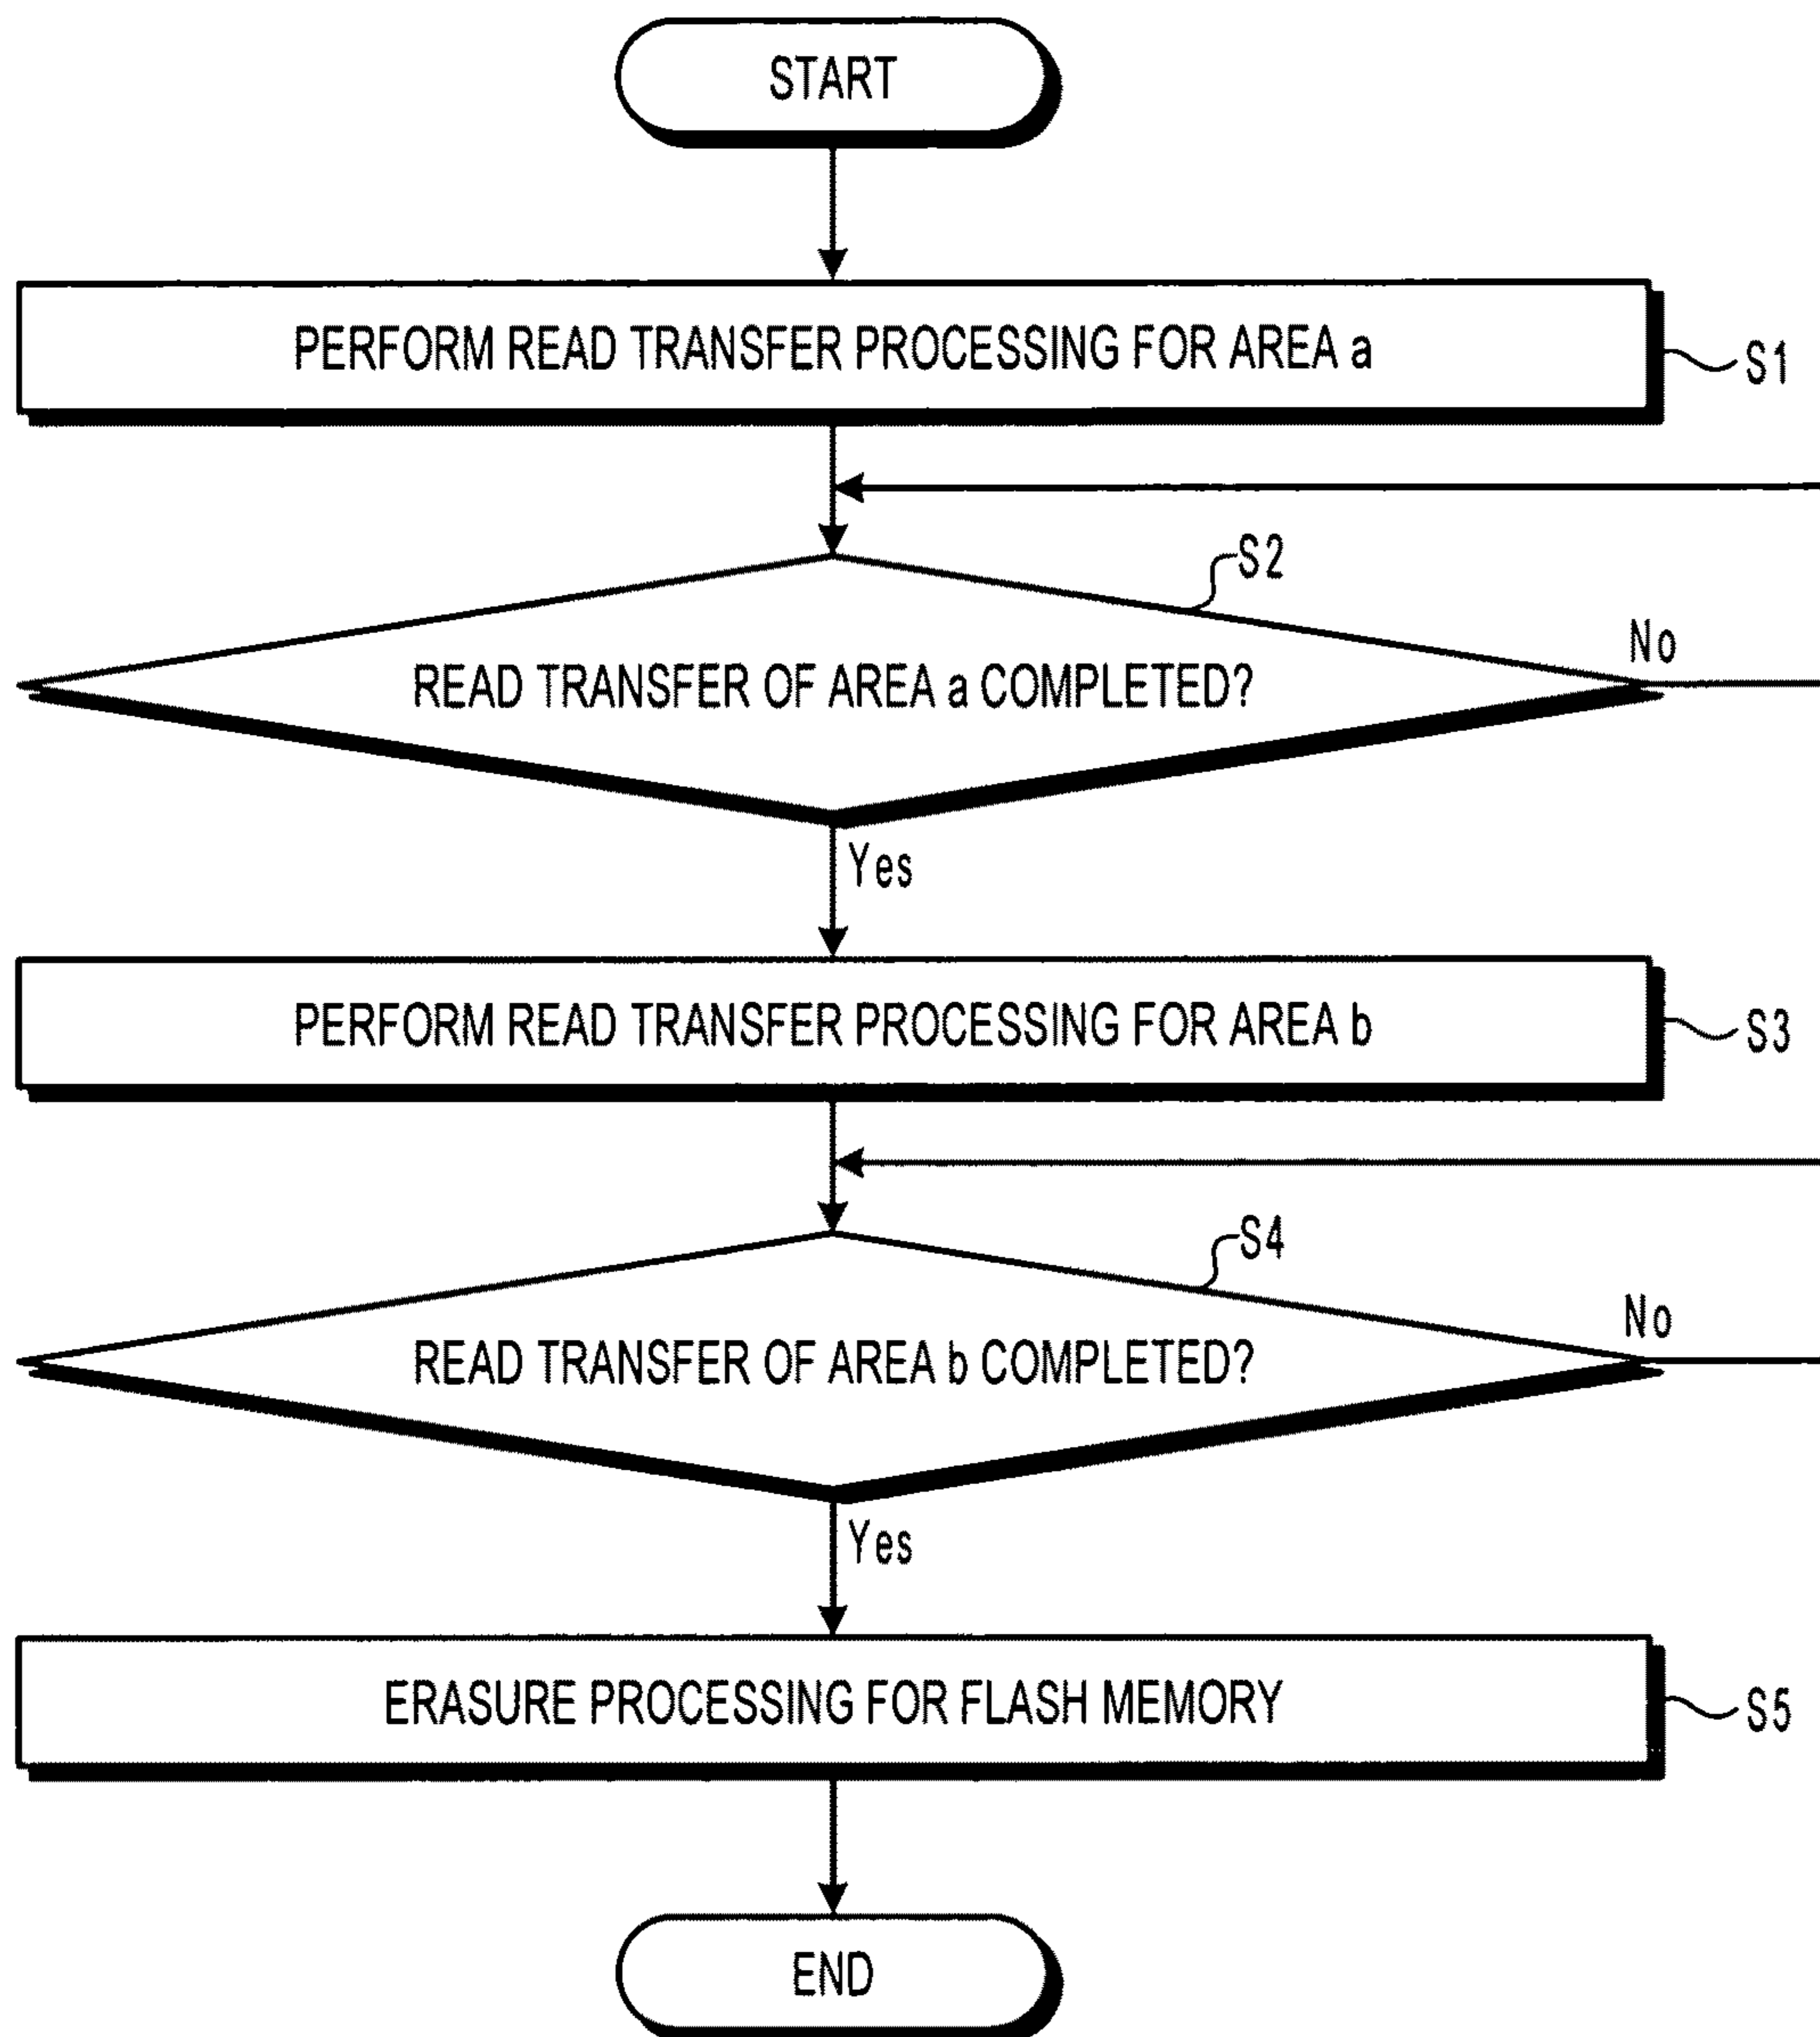 START
PERFORM READ TRANSFER PROCESSING FOR AREA a
S1
S2
No
READ TRANSFER OF AREA a COMPLETED?
Yes
PERFORM READ TRANSFER PROCESSING FOR AREA b
S3
S4
No
READ TRANSFER OF AREA b COMPLETED?
Yes
ERASURE PROCESSING FOR FLASH MEMORY
S5
END